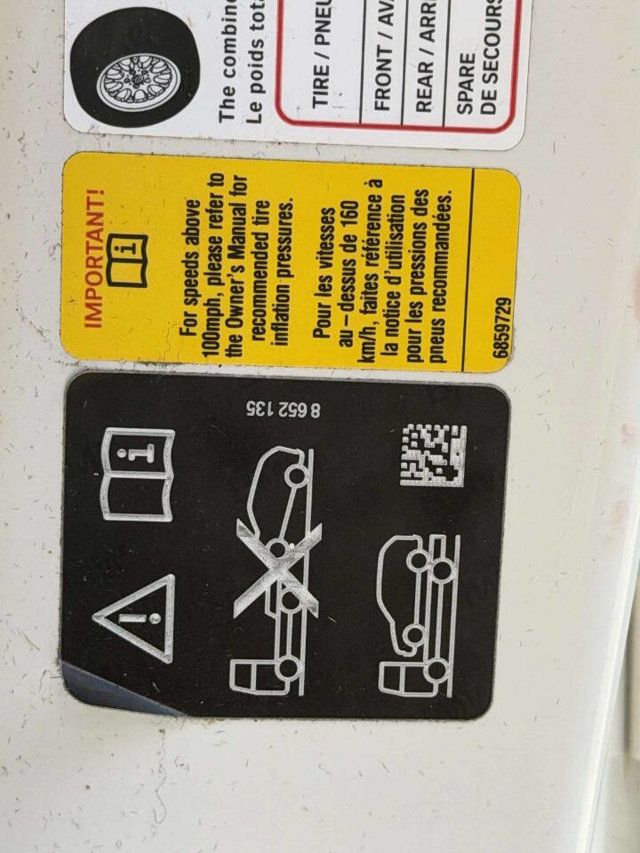 The combin
Le poids tot
TIRE / PNEU
FRONT / AV
REAR / ARR
SPARE
DE SECOURS
IMPORTANT!
For speeds above
100mph, please refer to
the Owner's Manual for
recommended tire
inflation pressures.
Pour les vitesses
au-dessus de 160
km/h, faites référence à
la notice d'utilisation
pour les pressions des
pneus recommandées.
6859729
8 652 135